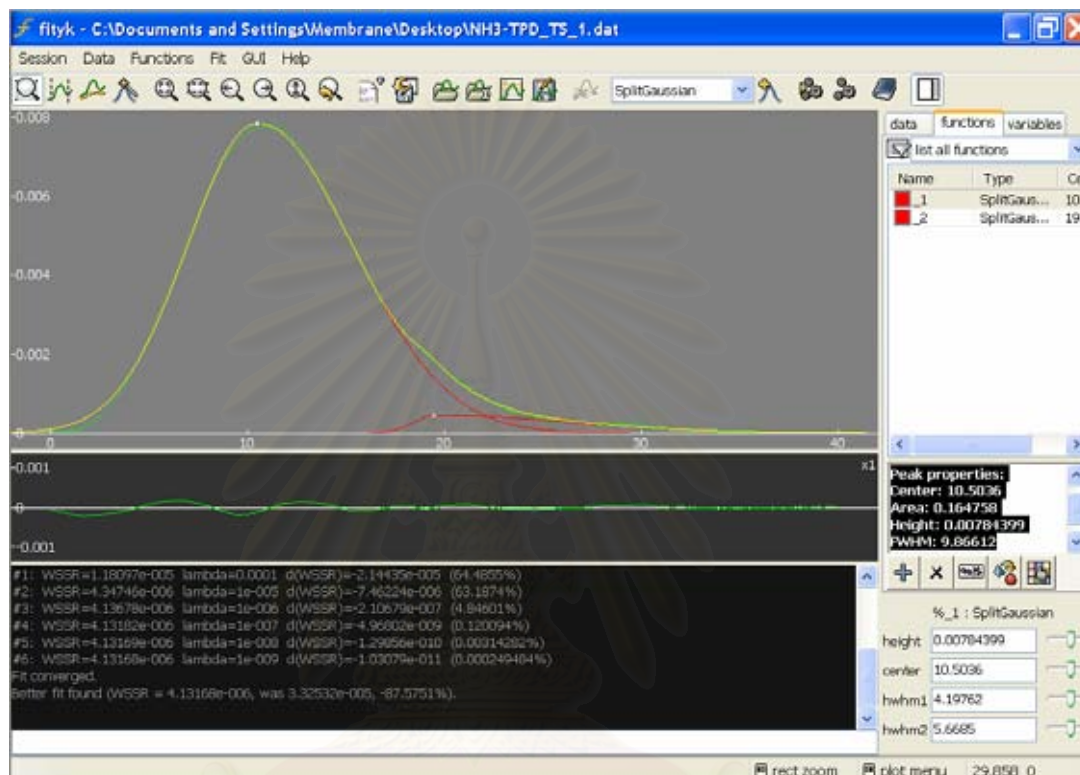 fityk - C:\Documents and Settings\Membrane\Desktop\NH3-TPD_TS_1.dat
Session Data Functions Fit GUI Help
SplitGaussian
data functions variables
list all functions
Name Type
_1 SplitGaus... 10
_2 SplitGaus... 19
-0.008
-0.006
-0.004
-0.002
-0
0 10 20 30 40
-0.001 x1
-0
--0.001
Peak properties:
Center: 10.5036
Area: 0.164758
Height: 0.00784399
FWHM: 9.86612
#1: WSSR=1.18097e-005 lambda=0.0001 d(WSSR)=-2.14435e-005 (64.4855%)
#2: WSSR=4.34746e-006 lambda=1e-005 d(WSSR)=-7.46224e-006 (63.1874%)
#3: WSSR=4.13678e-006 lambda=1e-006 d(WSSR)=-2.10679e-007 (4.84601%)
#4: WSSR=4.13182e-006 lambda=1e-007 d(WSSR)=-4.96802e-009 (0.120094%)
#5: WSSR=4.13169e-006 lambda=1e-008 d(WSSR)=-1.29856e-010 (0.00314282%)
#6: WSSR=4.13168e-006 lambda=1e-009 d(WSSR)=-1.03079e-011 (0.000249484%)
Fit converged.
Better fit found (WSSR = 4.13168e-006, was 3.32532e-005, -87.5751%).
%_1 : SplitGaussian
height 0.00784399
center 10.5036
hwhm1 4.19762
hwhm2 5.6685
rect zoom plot menu 29.858 0